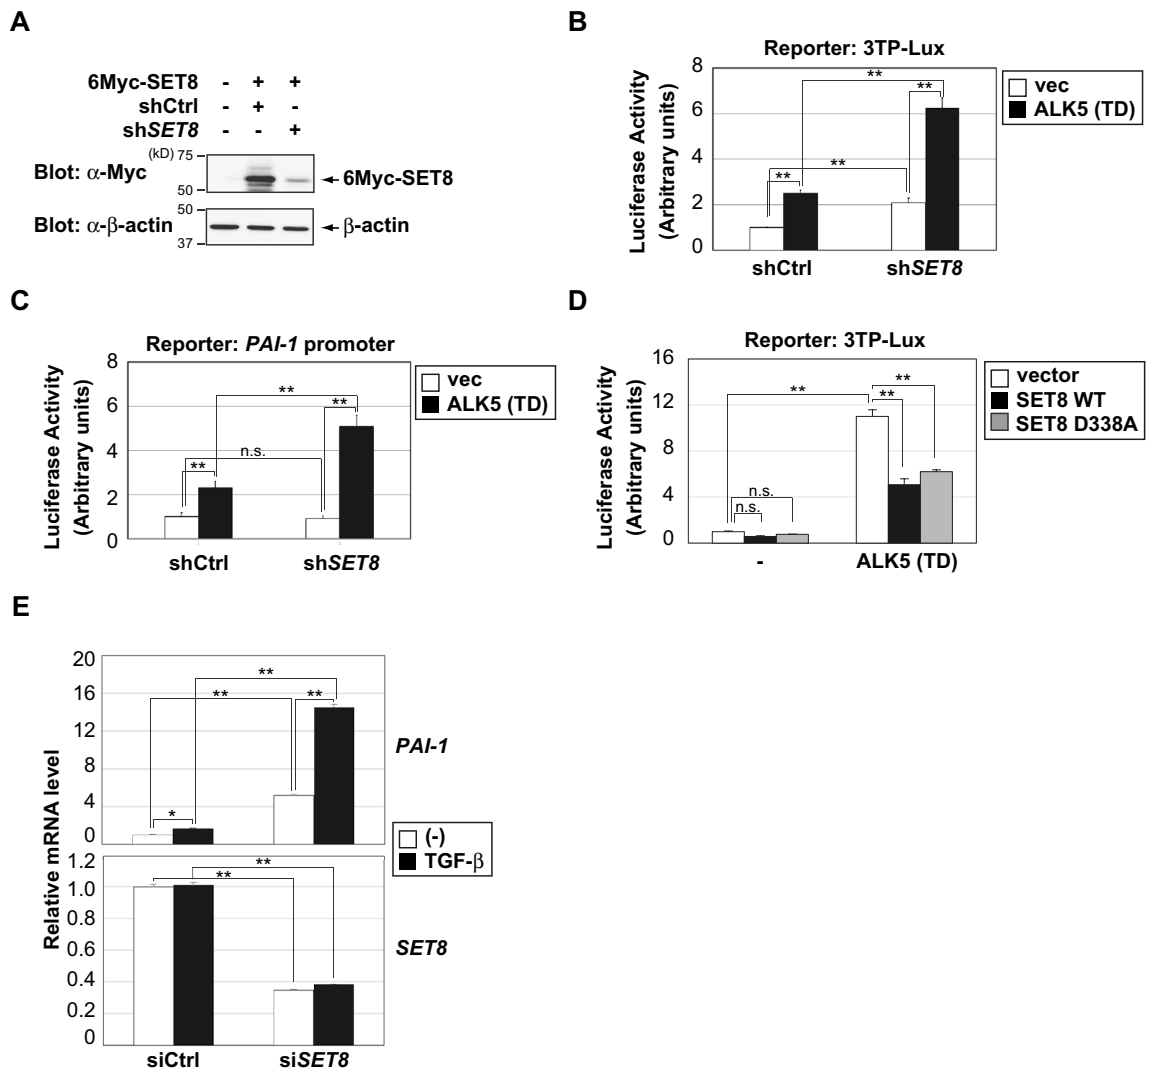 A
6Myc-SET8 - + +
shCtrl - + -
shSET8 - - +
(kD) 75
Blot: α-Myc
50
6Myc-SET8
50
Blot: α-β-actin
37
β-actin
B
Reporter: 3TP-Lux
Luciferase Activity
(Arbitrary units)
8
6
4
2
0
** ** ** **
shCtrl shSET8
vec
ALK5 (TD)
C
Reporter: PAI-1 promoter
Luciferase Activity
(Arbitrary units)
8
6
4
2
0
** ** n.s. **
shCtrl shSET8
vec
ALK5 (TD)
D
Reporter: 3TP-Lux
Luciferase Activity
(Arbitrary units)
16
12
8
4
0
** ** **
n.s.
n.s.
- ALK5 (TD)
vector
SET8 WT
SET8 D338A
E
Relative mRNA level
20
16
12
8
4
0
** ** ** *
PAI-1
(-)
TGF-β
1.2
1.0
0.8
0.6
0.4
0.2
0
** **
SET8
siCtrl siSET8